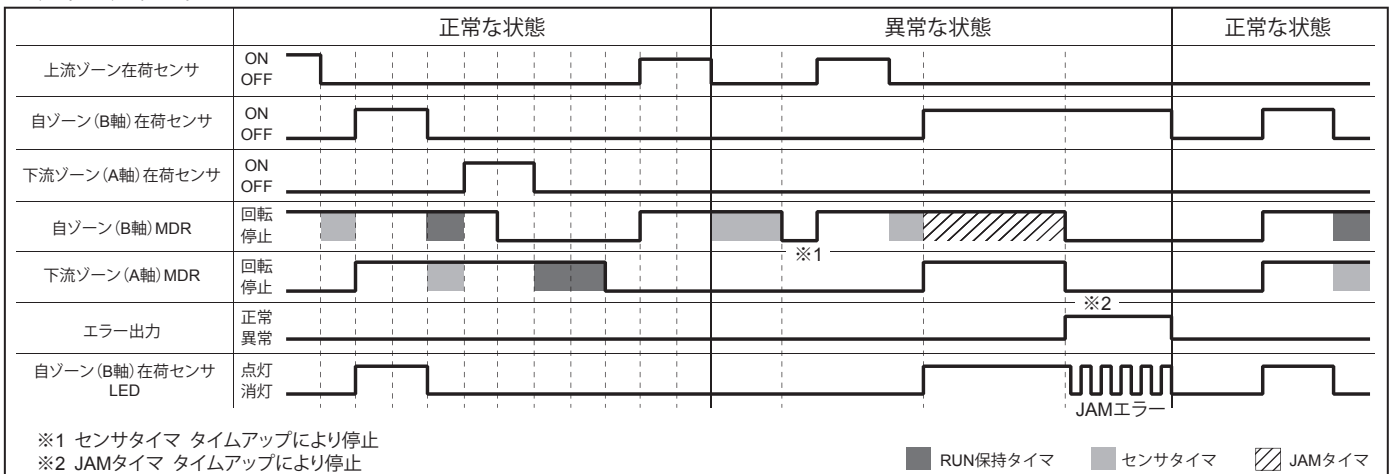 正常な状態
異常な状態
正常な状態
上流ゾーン在荷センサ
ON
OFF
自ゾーン(B軸)在荷センサ
ON
OFF
下流ゾーン(A軸)在荷センサ
ON
OFF
自ゾーン(B軸)MDR
回転
停止
※1
下流ゾーン(A軸)MDR
回転
停止
※2
エラー出力
正常
異常
自ゾーン(B軸)在荷センサ
LED
点灯
消灯
JAMエラー
※1 センサタイマ タイムアップにより停止
※2 JAMタイマ タイムアップにより停止
RUN保持タイマ
センサタイマ
JAMタイマ